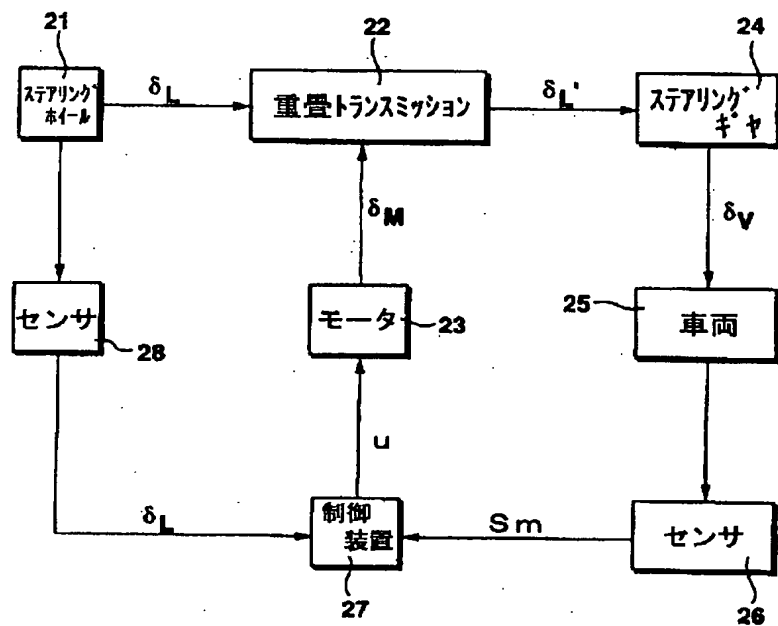 21
ステアリング
ホイール
δL
22
重畳トランスミッション
δL'
24
ステアリング
ギヤ
δM
δV
センサ
28
モータ
23
25
車両
u
δL
制御
装置
27
Sm
センサ
26